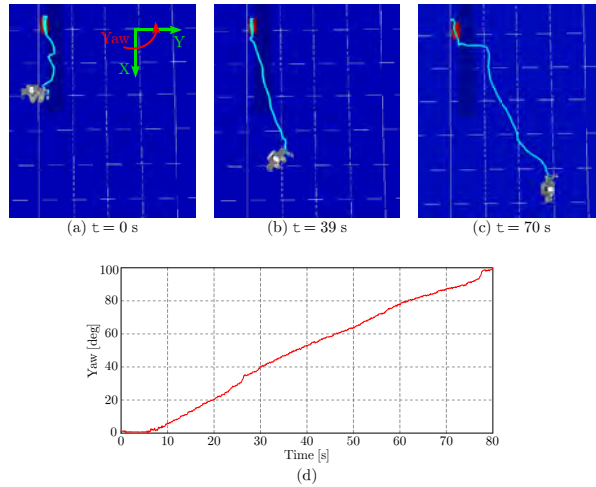 Yaw
Y
X
(a) t = 0 s
(b) t = 39 s
(c) t = 70 s
100
80
60
40
20
0
Yaw [deg]
0 10 20 30 40 50 60 70 80
Time [s]
(d)